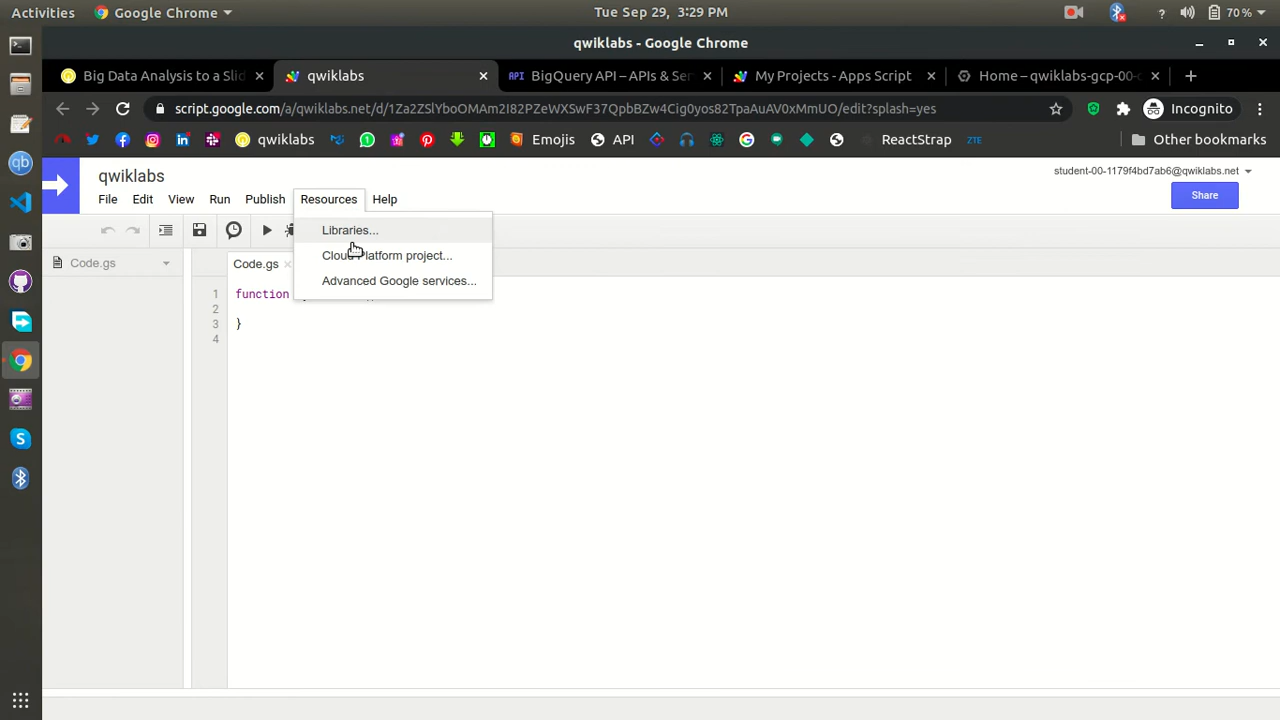 Activities
Google Chrome
Tue Sep 29, 3:29 PM
70 %
qwiklabs - Google Chrome
Big Data Analysis to a Slid
qwiklabs
BigQuery API – APIs & Ser
My Projects - Apps Script
Home – qwiklabs-gcp-00-
script.google.com/a/qwiklabs.net/d/1Za2ZSlYboOMAm2I82PZeWXSwF37QpbBZw4Cig0yos82TpaAuAV0xMmUO/edit?splash=yes
Incognito
qwiklabs
Emojis
API
ReactStrap
ZTE
Other bookmarks
qwiklabs
student-00-1179f4bd7ab6@qwiklabs.net
File Edit View Run Publish Resources Help
Share
Libraries...
Cloud Platform project...
Advanced Google services...
Code.gs
Code.gs
1 function
2
3 }
4